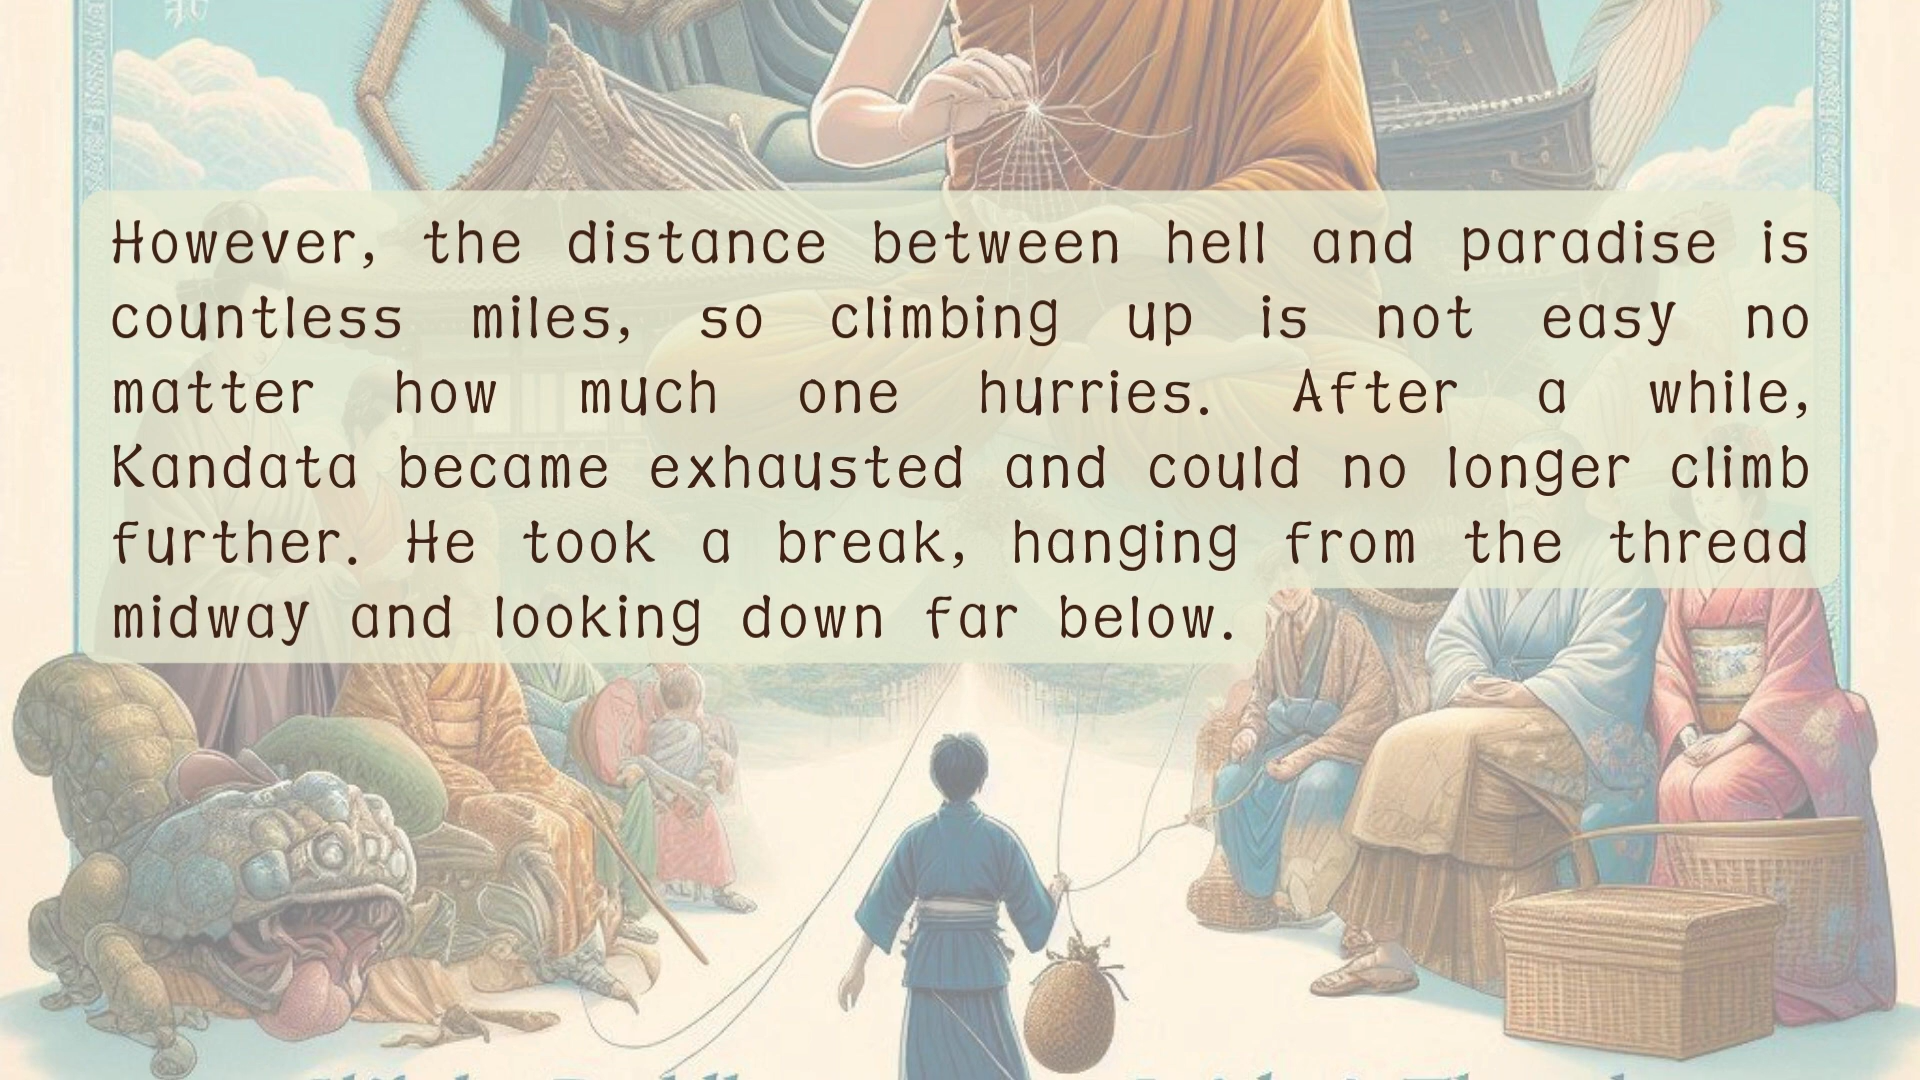 However, the distance between hell and paradise is
countless miles, so climbing up is not easy no
matter how much one hurries. After a while,
Kandata became exhausted and could no longer climb
further. He took a break, hanging from the thread
midway and looking down far below.